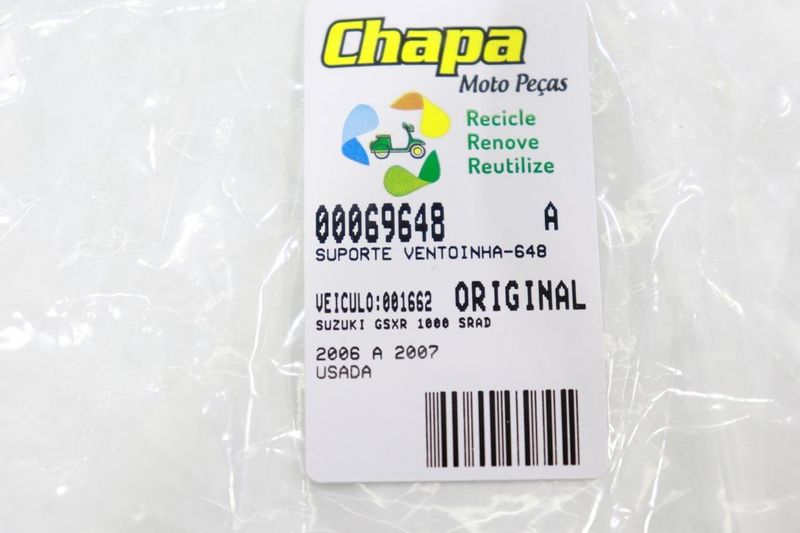 Chapa
Moto Peças
Recicle
Renove
Reutilize
00069648 A
SUPORTE VENTOINHA-648
VEICULO:001662 ORIGINAL
SUZUKI GSXR 1000 SRAD
2006 A 2007
USADA